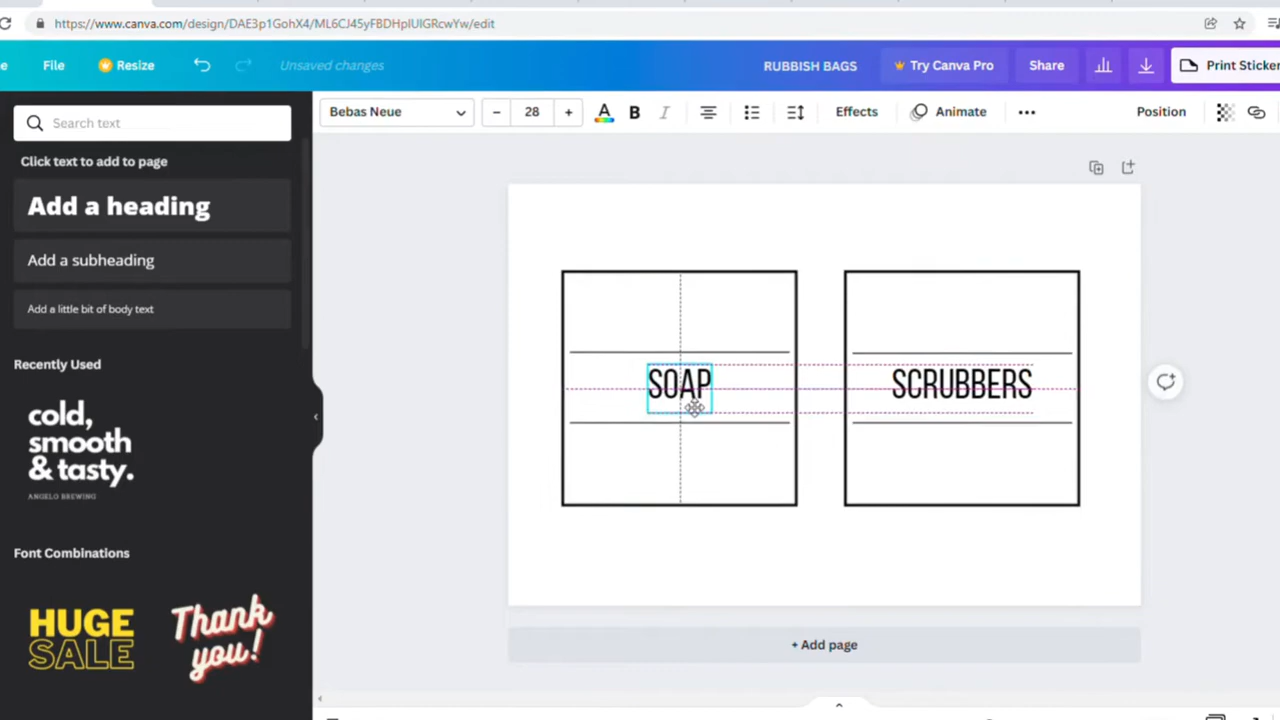 https://www.canva.com/design/DAE3p1GohX4/ML6CJ45yFBDHplUIGRcwYw/edit
File
Resize
Unsaved changes
RUBBISH BAGS
Try Canva Pro
Share
Print Sticke
Search text
Bebas Neue
28
A
B
I
Effects
Animate
Position
Click text to add to page
Add a heading
Add a subheading
Add a little bit of body text
Recently Used
cold,
smooth
& tasty.
ANGELO BREWING
Font Combinations
HUGE
SALE
Thank
you!
SOAP
SCRUBBERS
+ Add page